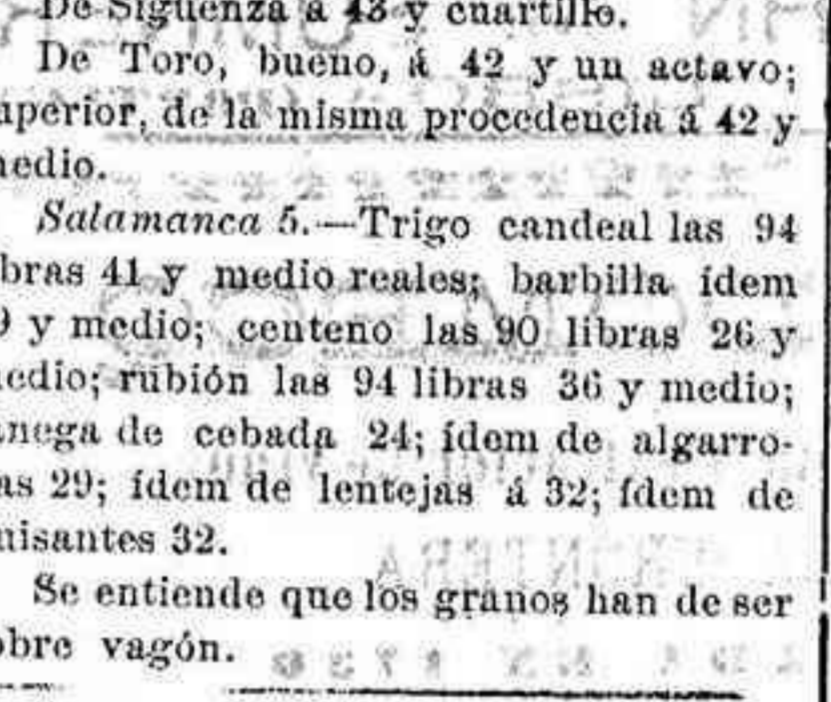 De Sigüenza á 43 y cuartillo.
De Toro, bueno, á 42 y un actavo;
uperior, de la misma procedencia á 42 y
nedio.
Salamanca 5.—Trigo candeal las 94
bras 41 y medio reales; barbilla ídem
9 y medio; centeno las 90 libras 26 y
nedio; rubión las 94 libras 36 y medio;
anega de cebada 24; ídem de algarro-
as 29; ídem de lentejas á 32; ídem de
uisantes 32.
Se entiende que los granos han de ser
obre vagón.